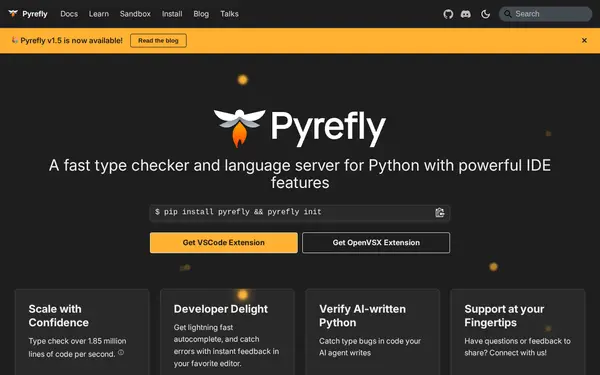 Pyrefly Docs Learn Sandbox Install Blog Talks Search
Pyrefly v1.5 is now available! Read the blog
Pyrefly
A fast type checker and language server for Python with powerful IDE
features
$ pip install pyrefly && pyrefly init
Get VSCode Extension Get OpenVSX Extension
Scale with
Confidence
Type check over 1.85 million
lines of code per second.
Developer Delight
Get lightning fast
autocomplete, and catch
errors with instant feedback in
your favorite editor.
Verify AI-written
Python
Catch type bugs in code your
AI agent writes
Support at your
Fingertips
Have questions or feedback to
share? Connect with us!